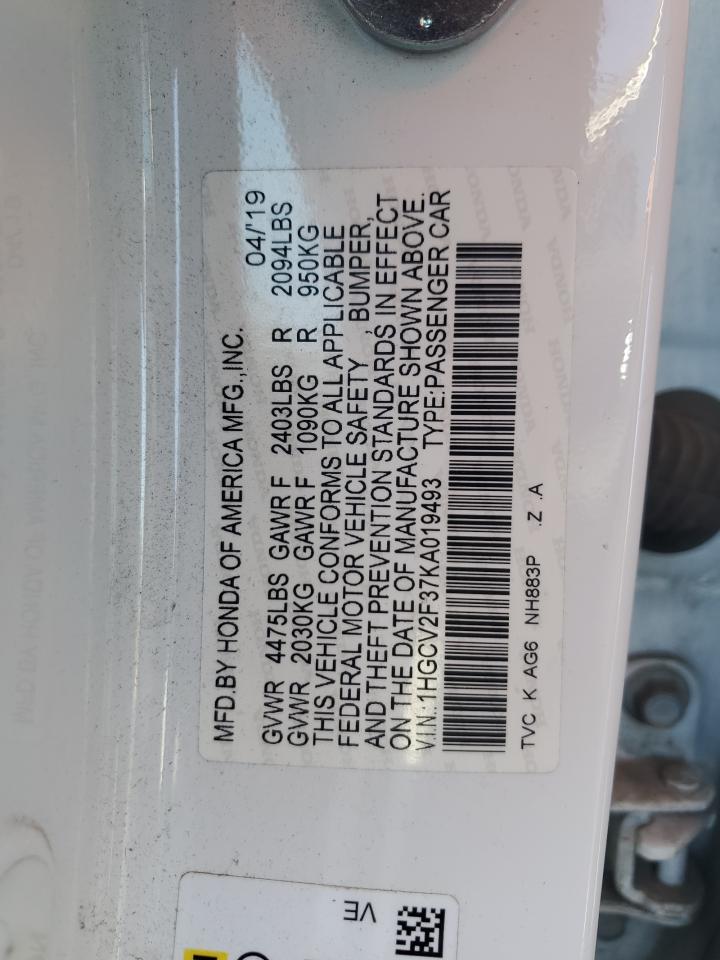 MFD.BY HONDA OF AMERICA MFG.,INC.
04/'19
GVWR 4475LBS GAWR F 2403LBS R 2094LBS
GVWR 2030KG GAWR F 1090KG R 950KG
THIS VEHICLE CONFORMS TO ALL APPLICABLE
FEDERAL MOTOR VEHICLE SAFETY , BUMPER,
AND THEFT PREVENTION STANDARDS IN EFFECT
ON THE DATE OF MANUFACTURE SHOWN ABOVE.
V.I.N.:1HGCV2F37KA019493 TYPE:PASSENGER CAR
TVC K AG6 NH883P .Z .A
VE